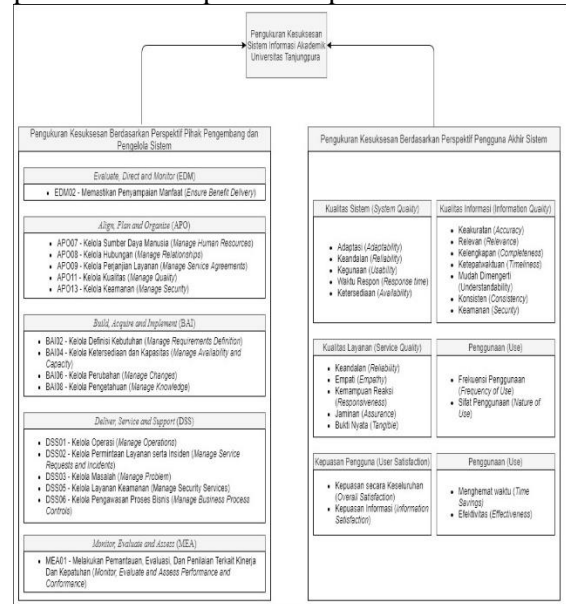 Pengukuran Kesuksesan
Sistem Informasi Akademik
Universitas Tanjungpura
Pengukuran Kesuksesan Berdasarkan Perspektif Pihak Pengembang dan
Pengelola Sistem
Evaluate, Direct and Monitor (EDM)
• EDM02 - Memastikan Penyampaian Manfaat (Ensure Benefit Delivery)
Align, Plan and Organise (APO)
• APO07 - Kelola Sumber Daya Manusia (Manage Human Resources)
• APO08 - Kelola Hubungan (Manage Relationships)
• APO09 - Kelola Perjanjian Layanan (Manage Service Agreements)
• APO11 - Kelola Kualitas (Manage Quality)
• APO13 - Kelola Keamanan (Manage Security)
Build, Acquire and Implement (BAI)
• BAI02 - Kelola Definisi Kebutuhan (Manage Requirements Definition)
• BAI04 - Kelola Ketersediaan dan Kapasitas (Manage Availability and
Capacity)
• BAI06 - Kelola Perubahan (Manage Changes)
• BAI08 - Kelola Pengetahuan (Manage Knowledge)
Deliver, Service and Support (DSS)
• DSS01 - Kelola Operasi (Manage Operations)
• DSS02 - Kelola Permintaan Layanan serta Insiden (Manage Service
Requests and Incidents)
• DSS03 - Kelola Masalah (Manage Problem)
• DSS05 - Kelola Layanan Keamanan (Manage Security Services)
• DSS06 - Kelola Pengawasan Proses Bisnis (Manage Business Process
Controls)
Monitor, Evaluate and Assess (MEA)
• MEA01 - Melakukan Pemantauan, Evaluasi, Dan Penilaian Terkait Kinerja
Dan Kepatuhan (Monitor, Evaluate and Assess Performance and
Conformance)
Pengukuran Kesuksesan Berdasarkan Perspektif Pengguna Akhir Sistem
Kualitas Sistem (System Quality)
• Adaptasi (Adaptability)
• Keandalan (Reliability)
• Kegunaan (Usability)
• Waktu Respon (Response time)
• Ketersediaan (Availability)
Kualitas Informasi (Information Quality)
• Keakuratan (Accuracy)
• Relevan (Relevance)
• Kelengkapan (Completeness)
• Ketepatwaktuan (Timeliness)
• Mudah Dimengerti
(Understandability)
• Konsisten (Consistency)
• Keamanan (Security)
Kualitas Layanan (Service Quality)
• Keandalan (Reliability)
• Empati (Empathy)
• Kemampuan Reaksi
(Responsiveness)
• Jaminan (Assurance)
• Bukti Nyata (Tangible)
Penggunaan (Use)
• Frekuensi Penggunaan
(Frequency of Use)
• Sifat Penggunaan (Nature of
Use)
Kepuasan Pengguna (User Satisfaction)
• Kepuasan secara Keseluruhan
(Overall Satisfaction)
• Kepuasan Informasi (Information
Satisfaction)
Penggunaan (Use)
• Menghemat waktu (Time
Savings)
• Efektivitas (Effectiveness)